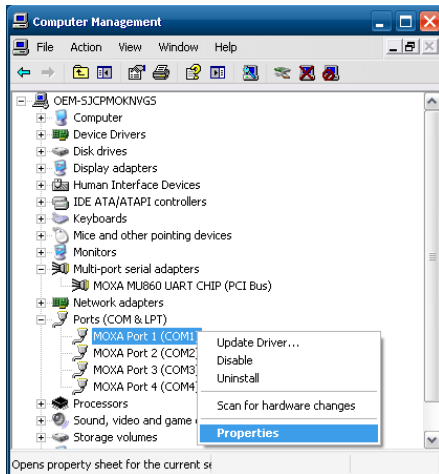 Computer Management
File Action View Window Help
OEM-SJCPMOKNVGS
Computer
Device Drivers
Disk drives
Display adapters
Human Interface Devices
IDE ATA/ATAPI controllers
Keyboards
Mice and other pointing devices
Monitors
Multi-port serial adapters
MOXA MU860 UART CHIP (PCI Bus)
Network adapters
Ports (COM & LPT)
MOXA Port 1 (COM1)
MOXA Port 2 (COM2)
MOXA Port 3 (COM3)
MOXA Port 4 (COM4
Processors
Sound, video and game
Storage volumes
Update Driver...
Disable
Uninstall
Scan for hardware changes
Properties
Opens property sheet for the current se